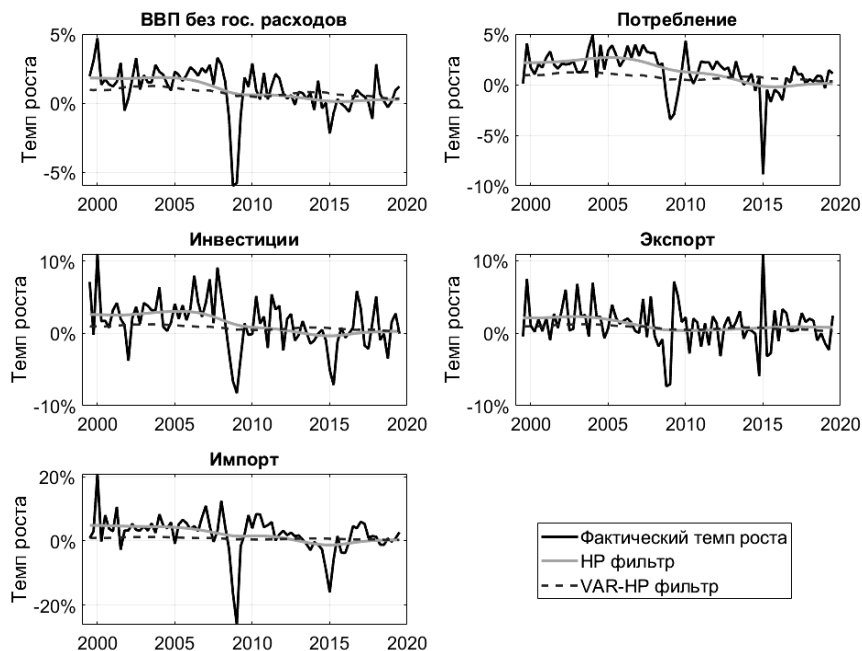 ВВП без гос. расходов
Темп роста
5%
0%
-5%
2000 2005 2010 2015 2020
Потребление
Темп роста
5%
0%
-5%
-10%
2000 2005 2010 2015 2020
Инвестиции
Темп роста
10%
0%
-10%
2000 2005 2010 2015 2020
Экспорт
Темп роста
10%
0%
-10%
2000 2005 2010 2015 2020
Импорт
Темп роста
20%
0%
-20%
2000 2005 2010 2015 2020
Фактический темп роста
HP фильтр
VAR-HP фильтр